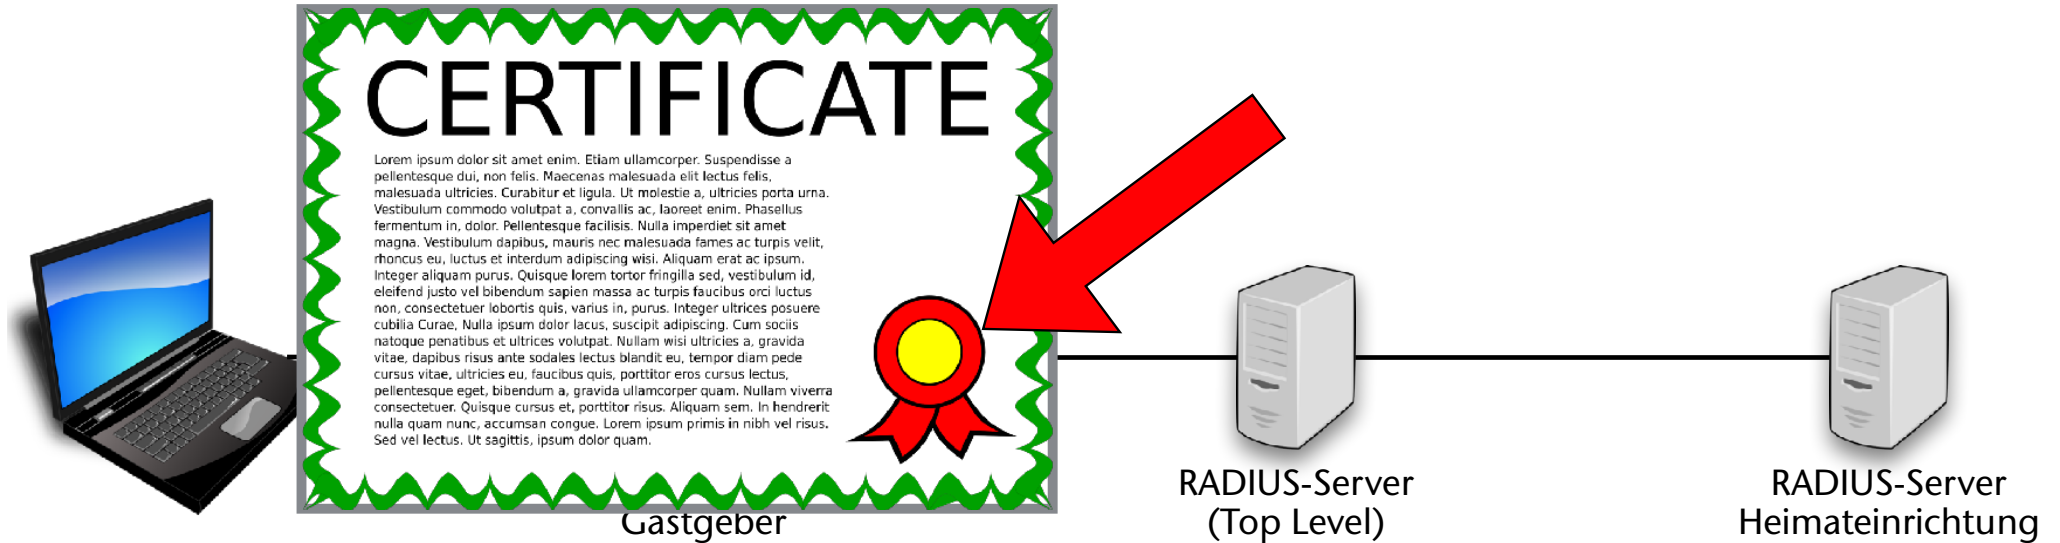 CERTIFICATE
Lorem ipsum dolor sit amet enim. Etiam ullamcorper. Suspendisse a
pellentesque dui, non felis. Maecenas malesuada elit lectus felis,
malesuada ultricies. Curabitur et ligula. Ut molestie a, ultricies porta urna.
Vestibulum commodo volutpat a, convallis ac, laoreet enim. Phasellus
fermentum in, dolor. Pellentesque facilisis. Nulla imperdiet sit amet
magna. Vestibulum dapibus, mauris nec malesuada fames ac turpis velit,
rhoncus eu, luctus et interdum adipiscing wisi. Aliquam erat ac ipsum.
Integer aliquam purus. Quisque lorem tortor fringilla sed, vestibulum id,
eleifend justo vel bibendum sapien massa ac turpis faucibus orci luctus
non, consectetuer lobortis quis, varius in, purus. Integer ultrices posuere
cubilia Curae, Nulla ipsum dolor lacus, suscipit adipiscing. Cum sociis
natoque penatibus et ultrices volutpat. Nullam wisi ultricies a, gravida
vitae, dapibus risus ante sodales lectus blandit eu, tempor diam pede
cursus vitae, ultricies eu, faucibus quis, porttitor eros cursus lectus,
pellentesque eget, bibendum a, gravida ullamcorper quam. Nullam viverra
consectetuer. Quisque cursus et, porttitor risus. Aliquam sem. In hendrerit
nulla quam nunc, accumsan congue. Lorem ipsum primis in nibh vel risus.
Sed vel lectus. Ut sagittis, ipsum dolor quam.
Gastgeber
RADIUS-Server
(Top Level)
RADIUS-Server
Heimateinrichtung